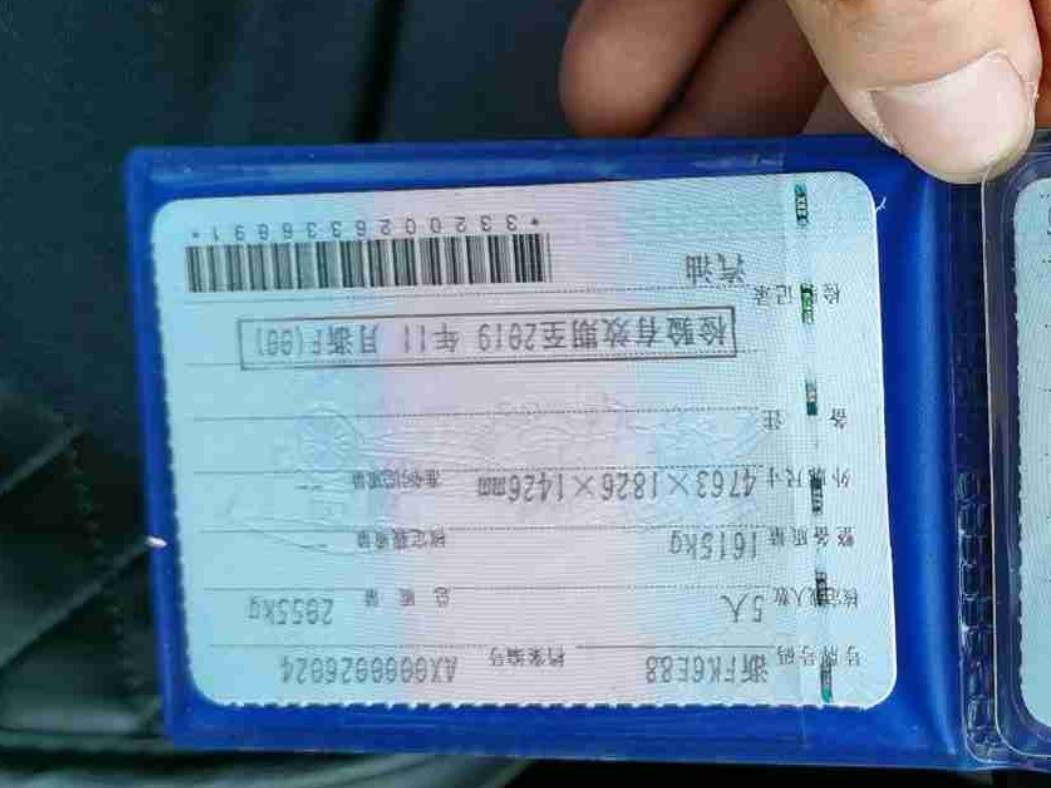 号牌号码 浙FK6E88 档案编号 AX0000026024
核定载人数 5人 总质量 2055kg
整备质量 1615kg 核定载质量 --
外廓尺寸 4763×1826×1426mm 准牵引总质量 --
备注
检验有效期至2019年11月浙F(00)
检验记录
汽油
*3320026336891*